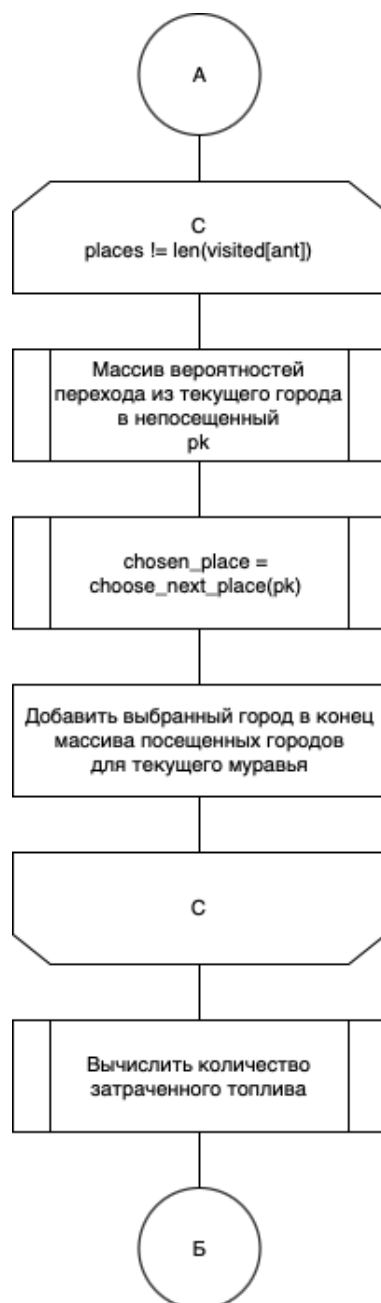 А
С
places != len(visited[ant])
Массив вероятностей
перехода из текущего города
в непосещенный
pk
chosen_place =
choose_next_place(pk)
Добавить выбранный город в конец
массива посещенных городов
для текущего муравья
С
Вычислить количество
затраченного топлива
Б